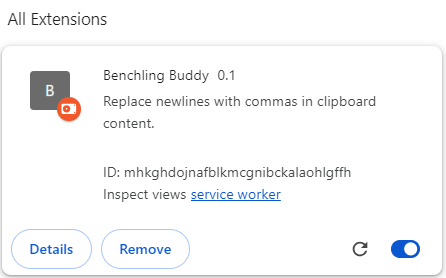 All Extensions
B
Benchling Buddy 0.1
Replace newlines with commas in clipboard
content.
ID: mhkghdojnafblkmcgnibckalaohlgffh
Inspect views service worker
Details
Remove